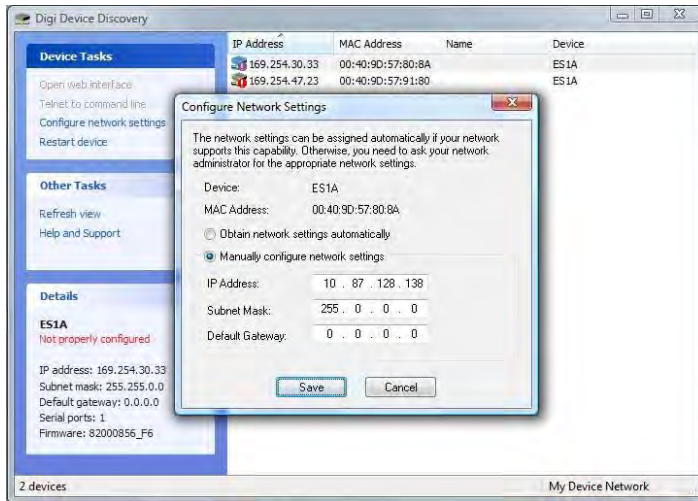 Digi Device Discovery
Device Tasks
Open web interface
Telnet to command line
Configure network settings
Restart device
Other Tasks
Refresh view
Help and Support
Details
ES1A
Not properly configured
IP address: 169.254.30.33
Subnet mask: 255.255.0.0
Default gateway: 0.0.0.0
Serial ports: 1
Firmware: 82000856_F6
IP Address MAC Address Name Device
169.254.30.33 00:40:9D:57:80:8A ES1A
169.254.47.23 00:40:9D:57:91:80 ES1A
Configure Network Settings
The network settings can be assigned automatically if your network
supports this capability. Otherwise, you need to ask your network
administrator for the appropriate network settings.
Device: ES1A
MAC Address: 00:40:9D:57:80:8A
Obtain network settings automatically
Manually configure network settings
IP Address: 10 . 87 . 128 . 138
Subnet Mask: 255 . 0 . 0 . 0
Default Gateway: 0 . 0 . 0 . 0
Save Cancel
2 devices My Device Network